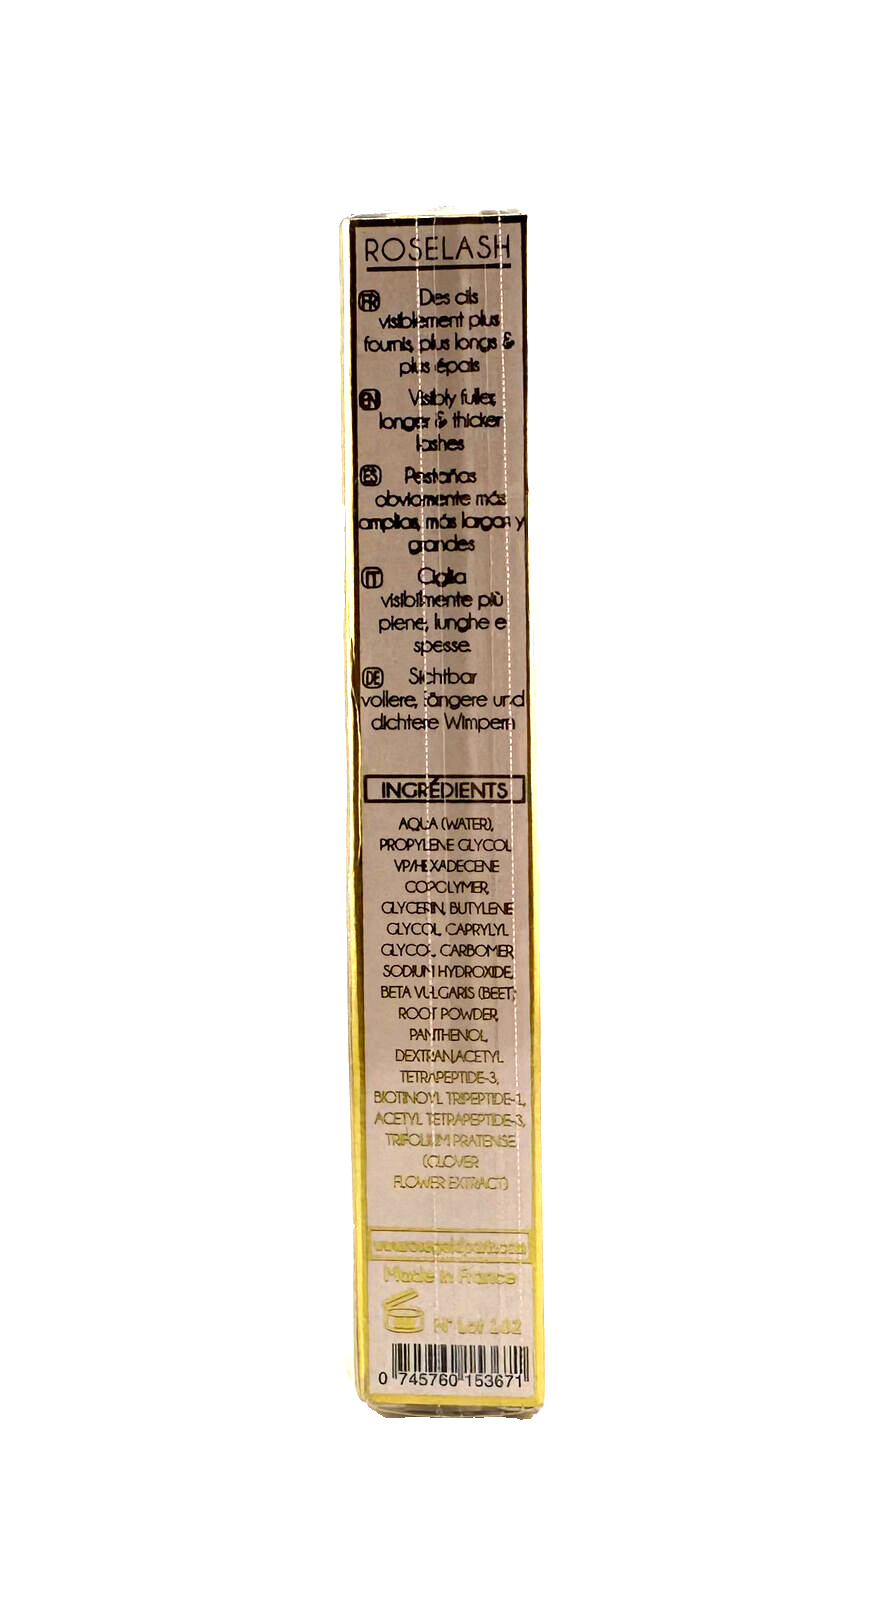 ROSELASH
FR Des cils
visiblement plus
fournis, plus longs &
plus épais
EN Visibly fuller,
longer & thicker
lashes
ES Pestañas
obviamente más
amplias, más largas y
grandes
IT Ciglia
visibilmente più
piene, lunghe e
spesse.
DE Sichtbar
vollere, längere und
dichtere Wimpern
INGRÉDIENTS
AQUA (WATER),
PROPYLENE GLYCOL
VP/HEXADECENE
COPOLYMER,
GLYCERIN, BUTYLENE
GLYCOL, CAPRYLYL
GLYCOL, CARBOMER,
SODIUM HYDROXIDE,
BETA VULGARIS (BEET)
ROOT POWDER,
PANTHENOL,
DEXTRAN,ACETYL
TETRAPEPTIDE-3,
BIOTINOYL TRIPEPTIDE-1,
ACETYL TETRAPEPTIDE-3,
TRIFOLIUM PRATENSE
(CLOVER
FLOWER EXTRACT)
www.rosegoldparis.com
Made in France
N° Lot
0 745760 153671